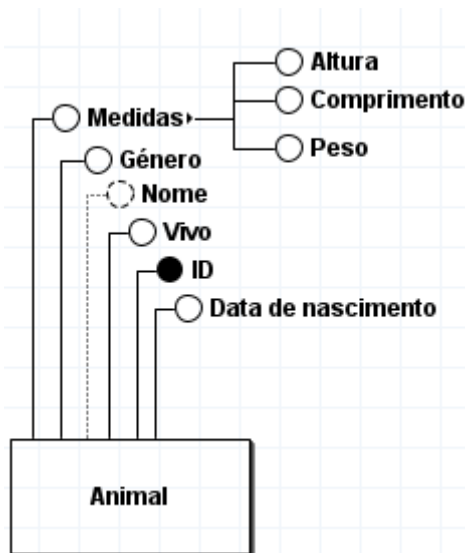 Altura
Medidas
Comprimento
Peso
Género
Nome
Vivo
ID
Data de nascimento
Animal